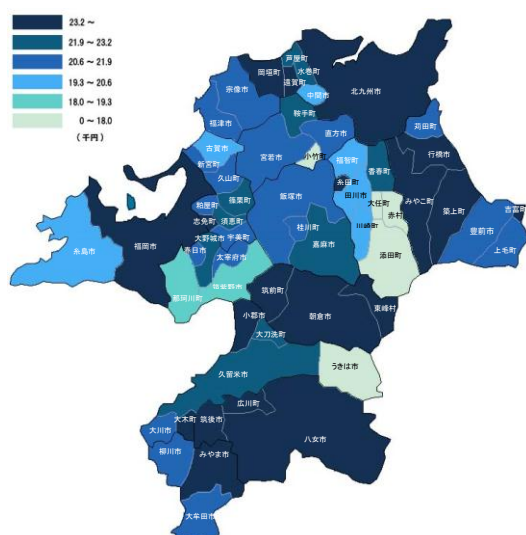 23.2 ~
21.9 ~ 23.2
20.6 ~ 21.9
19.3 ~ 20.6
18.0 ~ 19.3
0 ~ 18.0
(千円)
芦屋町
岡垣町
水巻町
遠賀町
北九州市
宗像市
中間市
鞍手町
苅田町
福津市
直方市
古賀市
宮若市
小竹町
福智町
香春町
行橋市
新宮町
久山町
糸田町
粕屋町
篠栗町
飯塚市
田川市
大任町
みやこ町
赤村
築上町
吉富町
志免町
須恵町
福岡市
大野城市
宇美町
桂川町
川崎町
豊前市
春日市
嘉麻市
上毛町
糸島市
太宰府市
添田町
那珂川町
筑紫野市
筑前町
朝倉市
東峰村
小郡市
大刀洗町
うきは市
久留米市
広川町
大木町
筑後市
大川市
八女市
柳川市
みやま市
大牟田市